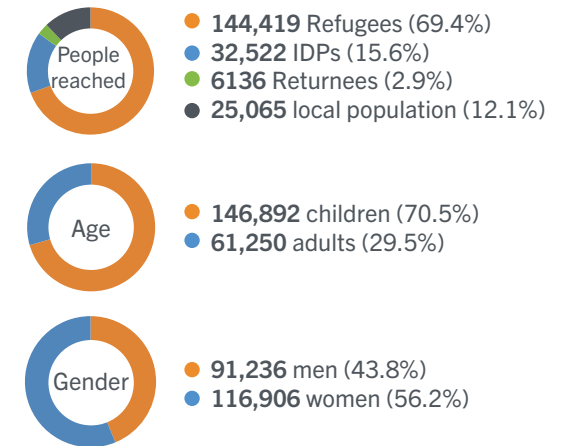 People
reached
144,419 Refugees (69.4%)
32,522 IDPs (15.6%)
6136 Returnees (2.9%)
25,065 local population (12.1%)
Age
146,892 children (70.5%)
61,250 adults (29.5%)
Gender
91,236 men (43.8%)
116,906 women (56.2%)